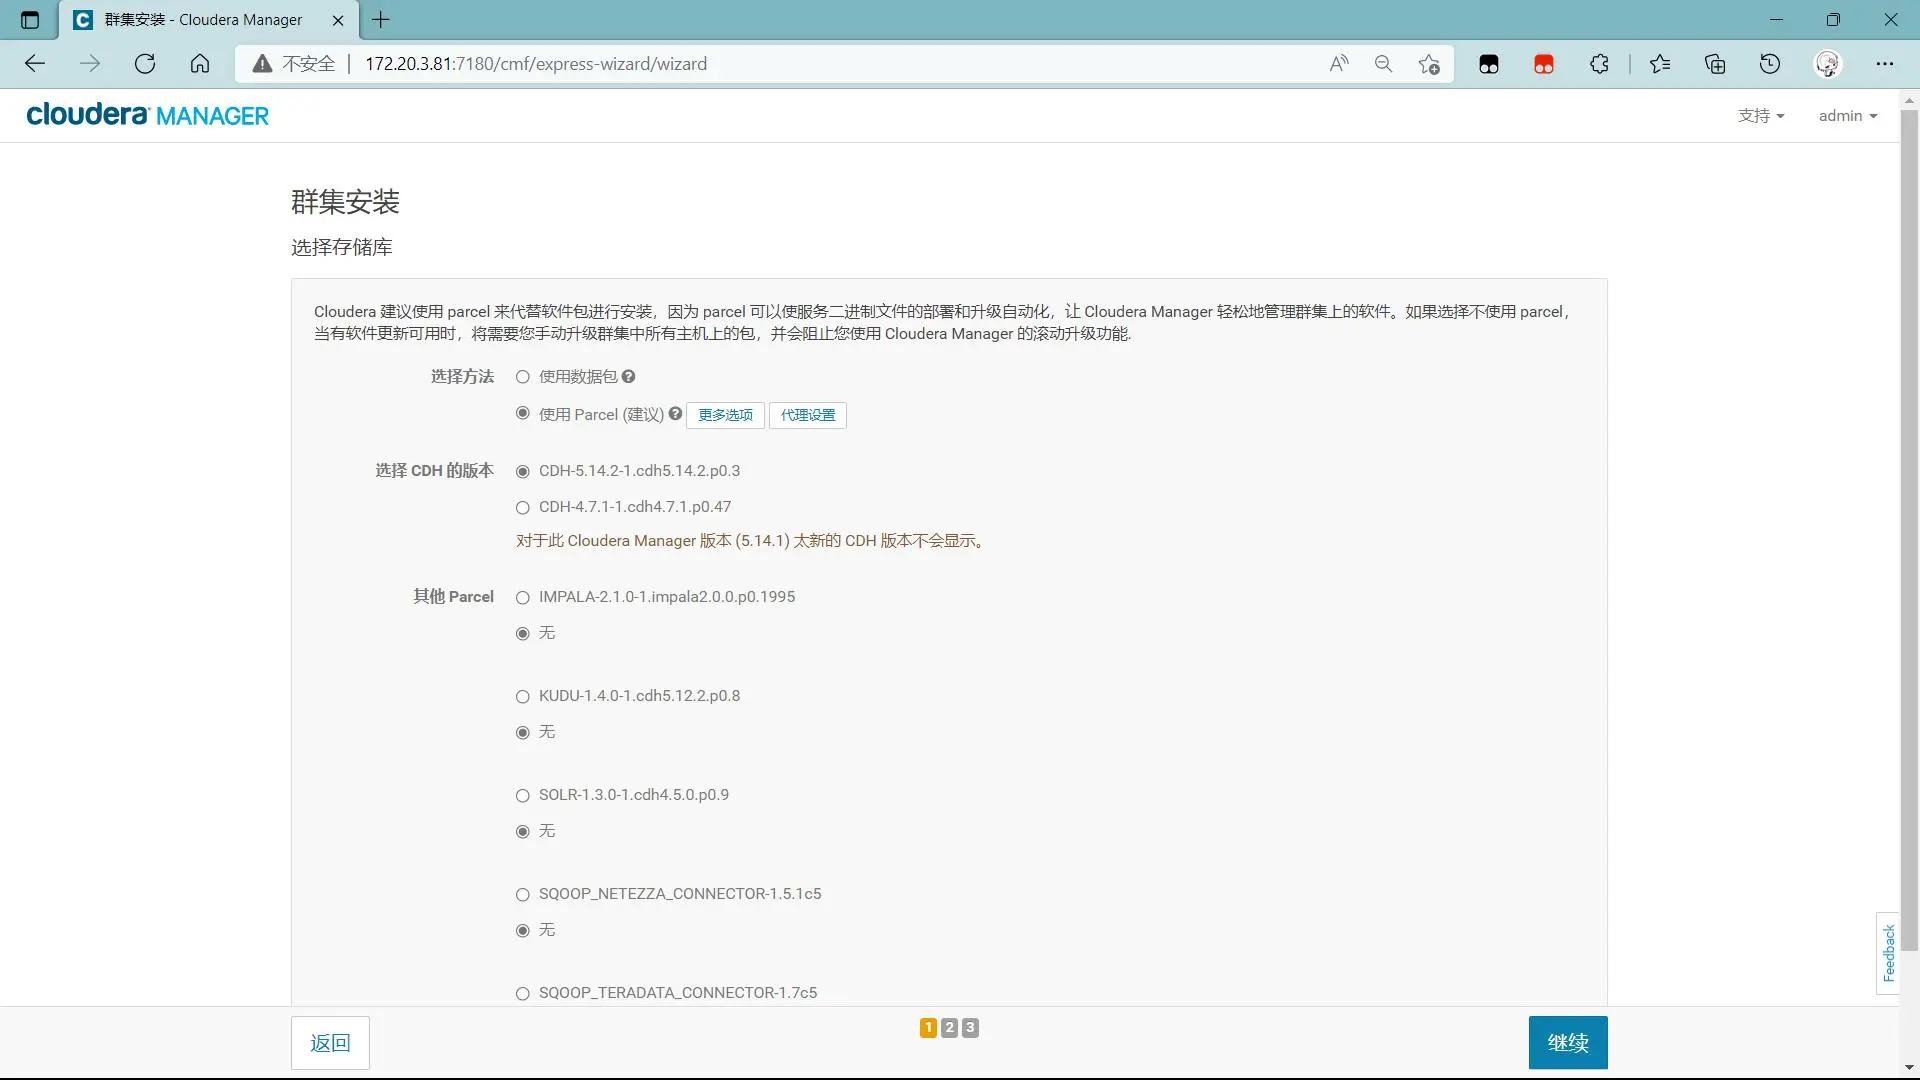 群集安装 - Cloudera Manager
不安全 | 172.20.3.81:7180/cmf/express-wizard/wizard
cloudera MANAGER
支持
admin
群集安装
选择存储库
Cloudera 建议使用 parcel 来代替软件包进行安装，因为 parcel 可以使服务二进制文件的部署和升级自动化，让 Cloudera Manager 轻松地管理群集上的软件。如果选择不使用 parcel，
当有软件更新可用时，将需要您手动升级群集中所有主机上的包，并会阻止您使用 Cloudera Manager 的滚动升级功能.
选择方法
使用数据包
使用 Parcel (建议) 更多选项 代理设置
选择 CDH 的版本
CDH-5.14.2-1.cdh5.14.2.p0.3
CDH-4.7.1-1.cdh4.7.1.p0.47
对于此 Cloudera Manager 版本 (5.14.1) 太新的 CDH 版本不会显示。
其他 Parcel
IMPALA-2.1.0-1.impala2.0.0.p0.1995
无
KUDU-1.4.0-1.cdh5.12.2.p0.8
无
SOLR-1.3.0-1.cdh4.5.0.p0.9
无
SQOOP_NETEZZA_CONNECTOR-1.5.1c5
无
SQOOP_TERADATA_CONNECTOR-1.7c5
Feedback
返回
1 2 3
继续